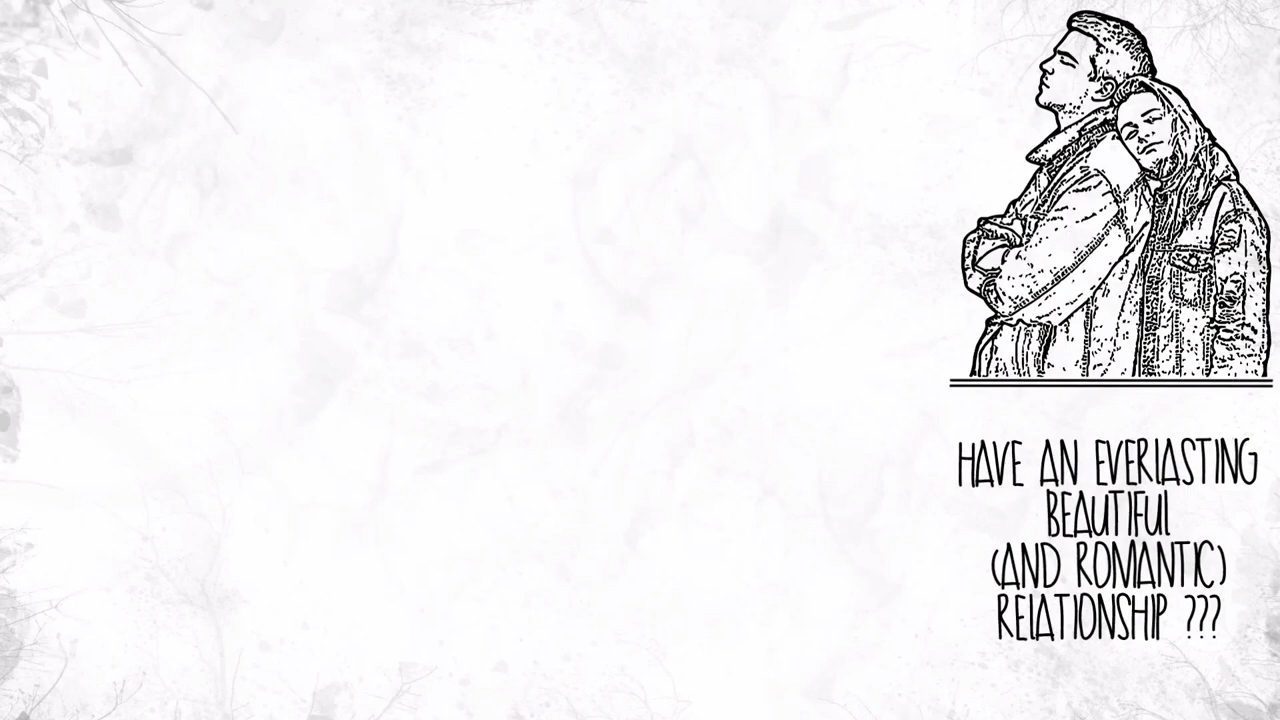 HAVE AN EVERLASTING
BEAUTIFUL
(AND ROMANTIC)
RELATIONSHIP ???